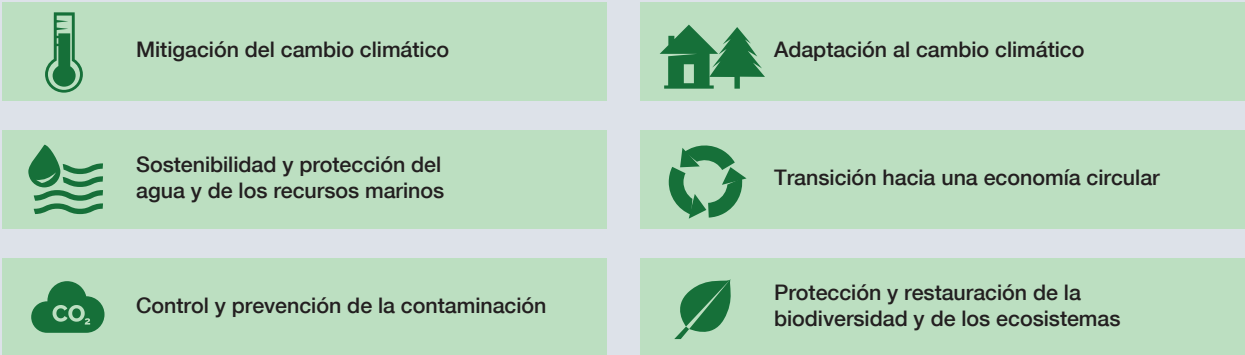 Mitigación del cambio climático
Adaptación al cambio climático
Sostenibilidad y protección del
agua y de los recursos marinos
Transición hacia una economía circular
CO₂
Control y prevención de la contaminación
Protección y restauración de la
biodiversidad y de los ecosistemas